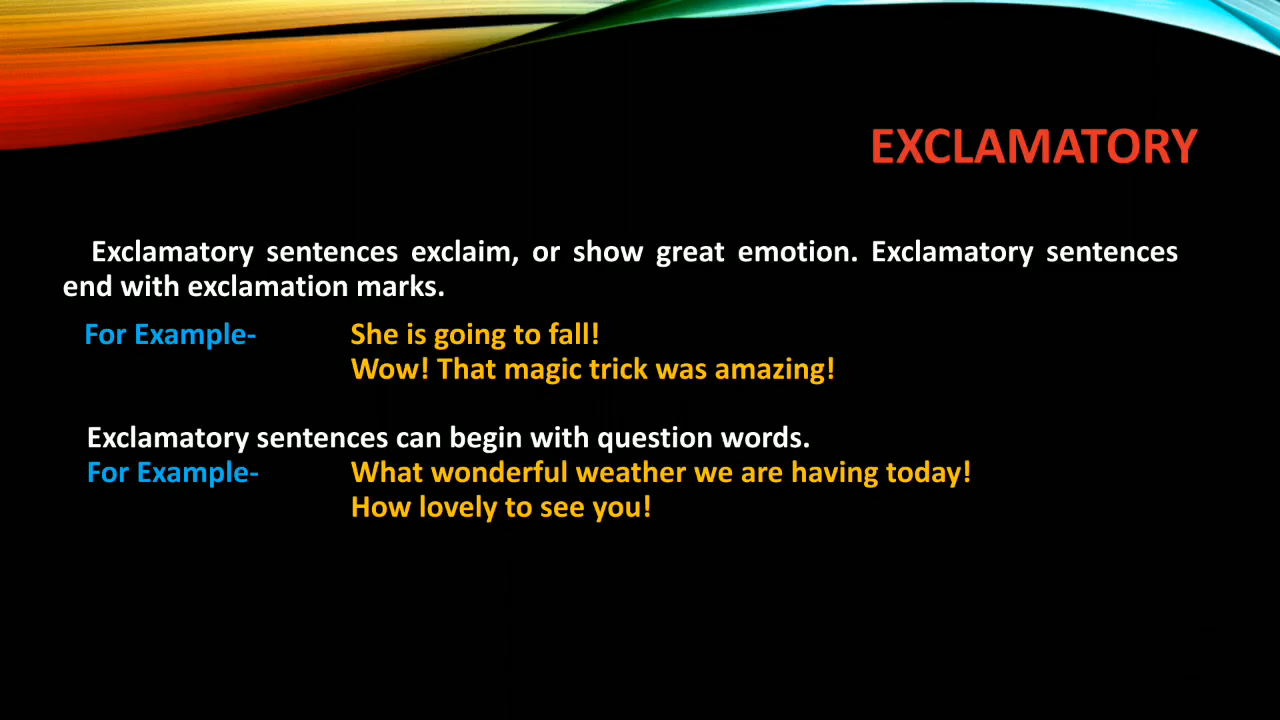 EXCLAMATORY
Exclamatory sentences exclaim, or show great emotion. Exclamatory sentences
end with exclamation marks.
For Example- She is going to fall!
Wow! That magic trick was amazing!
Exclamatory sentences can begin with question words.
For Example- What wonderful weather we are having today!
How lovely to see you!